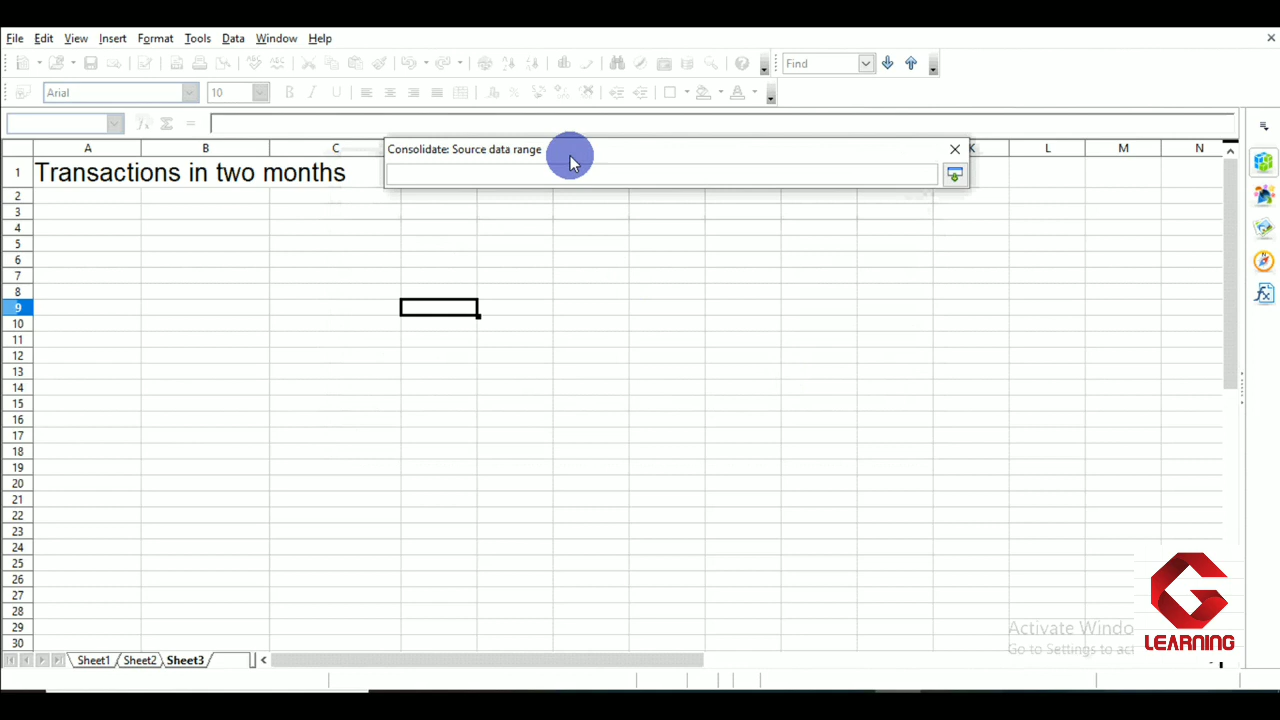 File Edit View Insert Format Tools Data Window Help
Find
Arial 10
Consolidate: Source data range
A B C K L M N
1 Transactions in two months
2
3
4
5
6
7
8
9
10
11
12
13
14
15
16
17
18
19
20
21
22
23
24
25
26
27
28
29
30
Activate Windo
Go to Settings to act
LEARNING
Sheet1 Sheet2 Sheet3